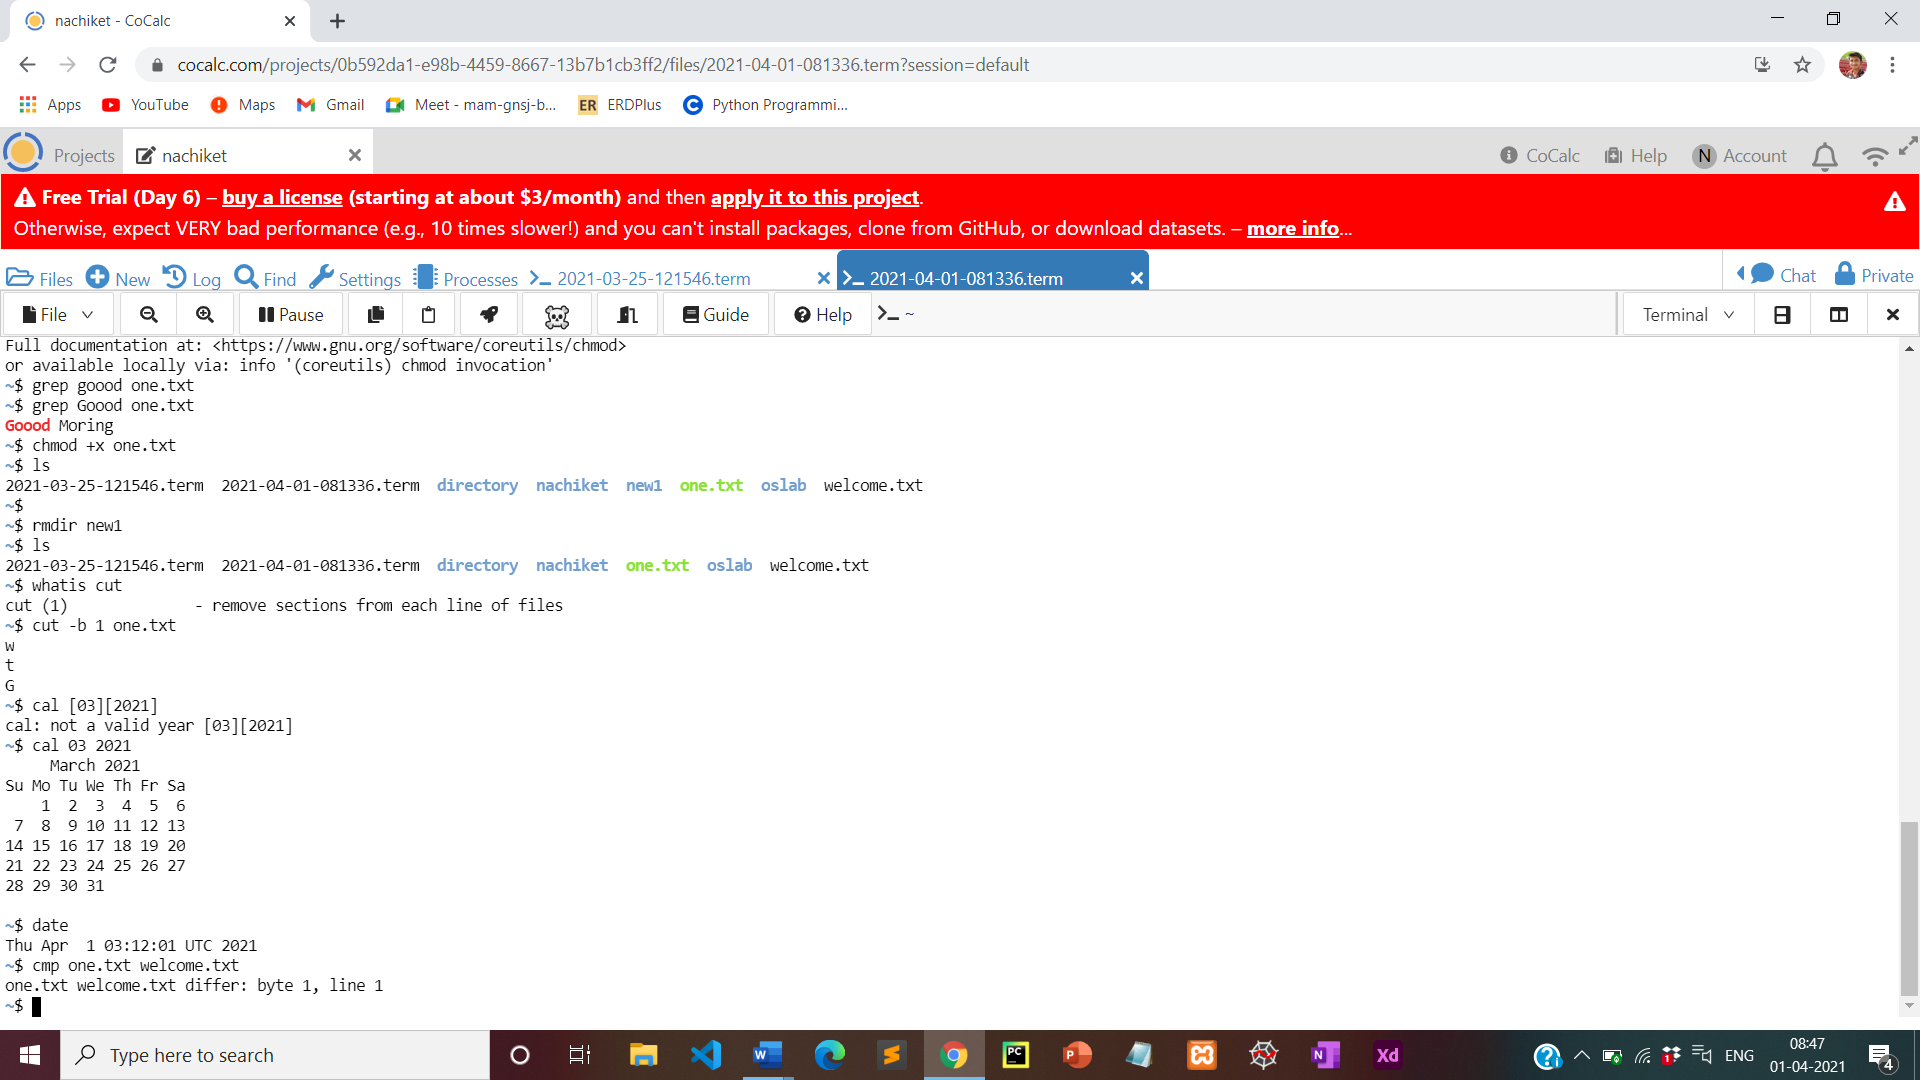 nachiket - CoCalc
cocalc.com/projects/0b592da1-e98b-4459-8667-13b7b1cb3ff2/files/2021-04-01-081336.term?session=default
Apps YouTube Maps Gmail Meet - mam-gnsj-b... ER ERDPlus C Python Programmi...
Projects nachiket CoCalc Help N Account
Free Trial (Day 6) – buy a license (starting at about $3/month) and then apply it to this project.
Otherwise, expect VERY bad performance (e.g., 10 times slower!) and you can't install packages, clone from GitHub, or download datasets. – more info...
Files New Log Find Settings Processes 2021-03-25-121546.term 2021-04-01-081336.term Chat Private
File Pause Guide Help >_ ~ Terminal
Full documentation at: <https://www.gnu.org/software/coreutils/chmod>
or available locally via: info '(coreutils) chmod invocation'
~$ grep goood one.txt
~$ grep Goood one.txt
Goood Moring
~$ chmod +x one.txt
~$ ls
2021-03-25-121546.term  2021-04-01-081336.term  directory  nachiket  new1  one.txt  oslab  welcome.txt
~$
~$ rmdir new1
~$ ls
2021-03-25-121546.term  2021-04-01-081336.term  directory  nachiket  one.txt  oslab  welcome.txt
~$ whatis cut
cut (1)              - remove sections from each line of files
~$ cut -b 1 one.txt
w
t
G
~$ cal [03][2021]
cal: not a valid year [03][2021]
~$ cal 03 2021
     March 2021
Su Mo Tu We Th Fr Sa
    1  2  3  4  5  6
 7  8  9 10 11 12 13
14 15 16 17 18 19 20
21 22 23 24 25 26 27
28 29 30 31
~$ date
Thu Apr  1 03:12:01 UTC 2021
~$ cmp one.txt welcome.txt
one.txt welcome.txt differ: byte 1, line 1
~$
Type here to search PC P N Xd ENG 08:47
01-04-2021 4